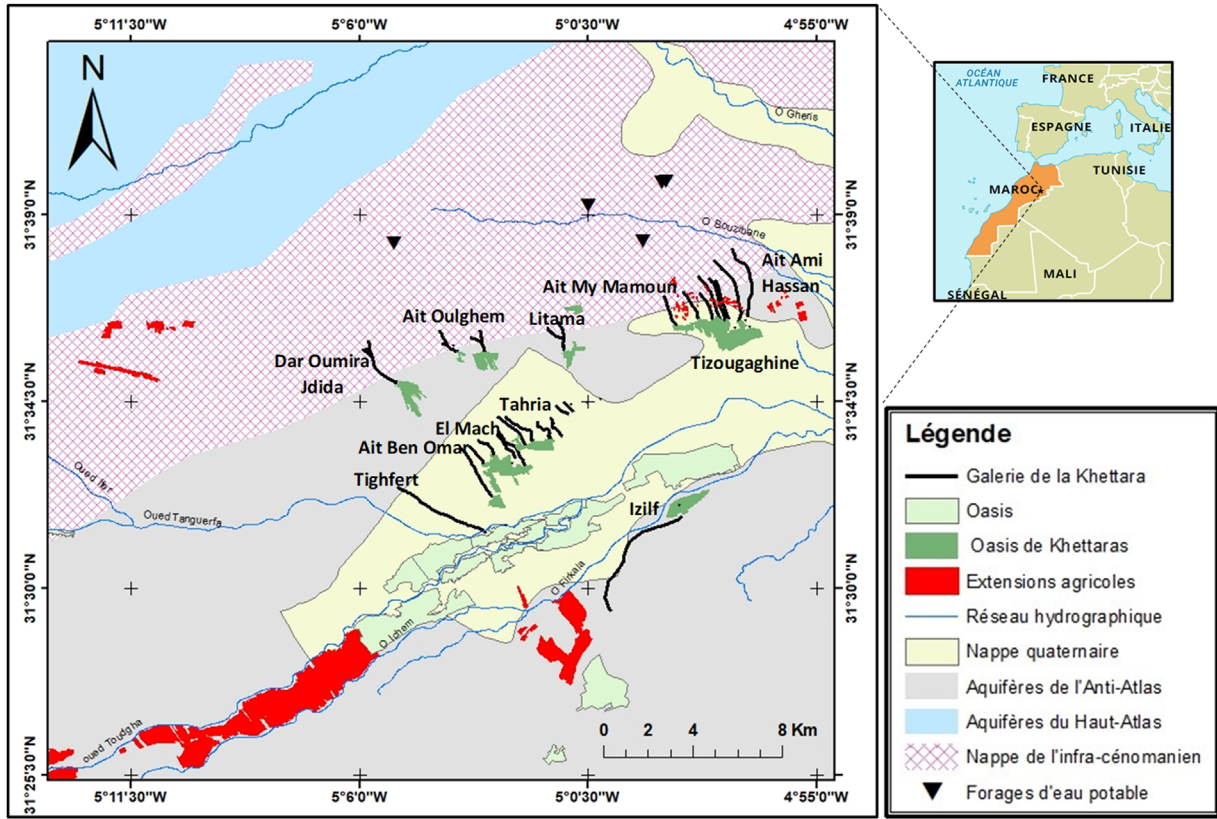 5°11'30"W
5°6'0"W
5°0'30"W
4°55'0"W
N
O Gheris
31°39'0"N
31°39'0"N
O Bouzibane
Ait Ami
Hassan
Ait My Mamoun
Ait Oulghem
Litama
Dar Oumira
Jdida
Tizougaghine
31°34'30"N
31°34'30"N
Tahria
El Mach
Ait Ben Omar
Tighfert
Oued Tanguerfa
Izilf
31°30'0"N
31°30'0"N
O Firkala
O Ichem
oued Toudgha
0 2 4 8 Km
31°25'30"N
31°25'30"N
5°11'30"W
5°6'0"W
5°0'30"W
4°55'0"W
OCÉAN
ATLANTIQUE
FRANCE
ESPAGNE
ITALIE
TUNISIE
MAROC
MALI
SÉNÉGAL
Légende
Galerie de la Khettara
Oasis
Oasis de Khettaras
Extensions agricoles
Réseau hydrographique
Nappe quaternaire
Aquifères de l'Anti-Atlas
Aquifères du Haut-Atlas
Nappe de l'infra-cénomanien
Forages d'eau potable